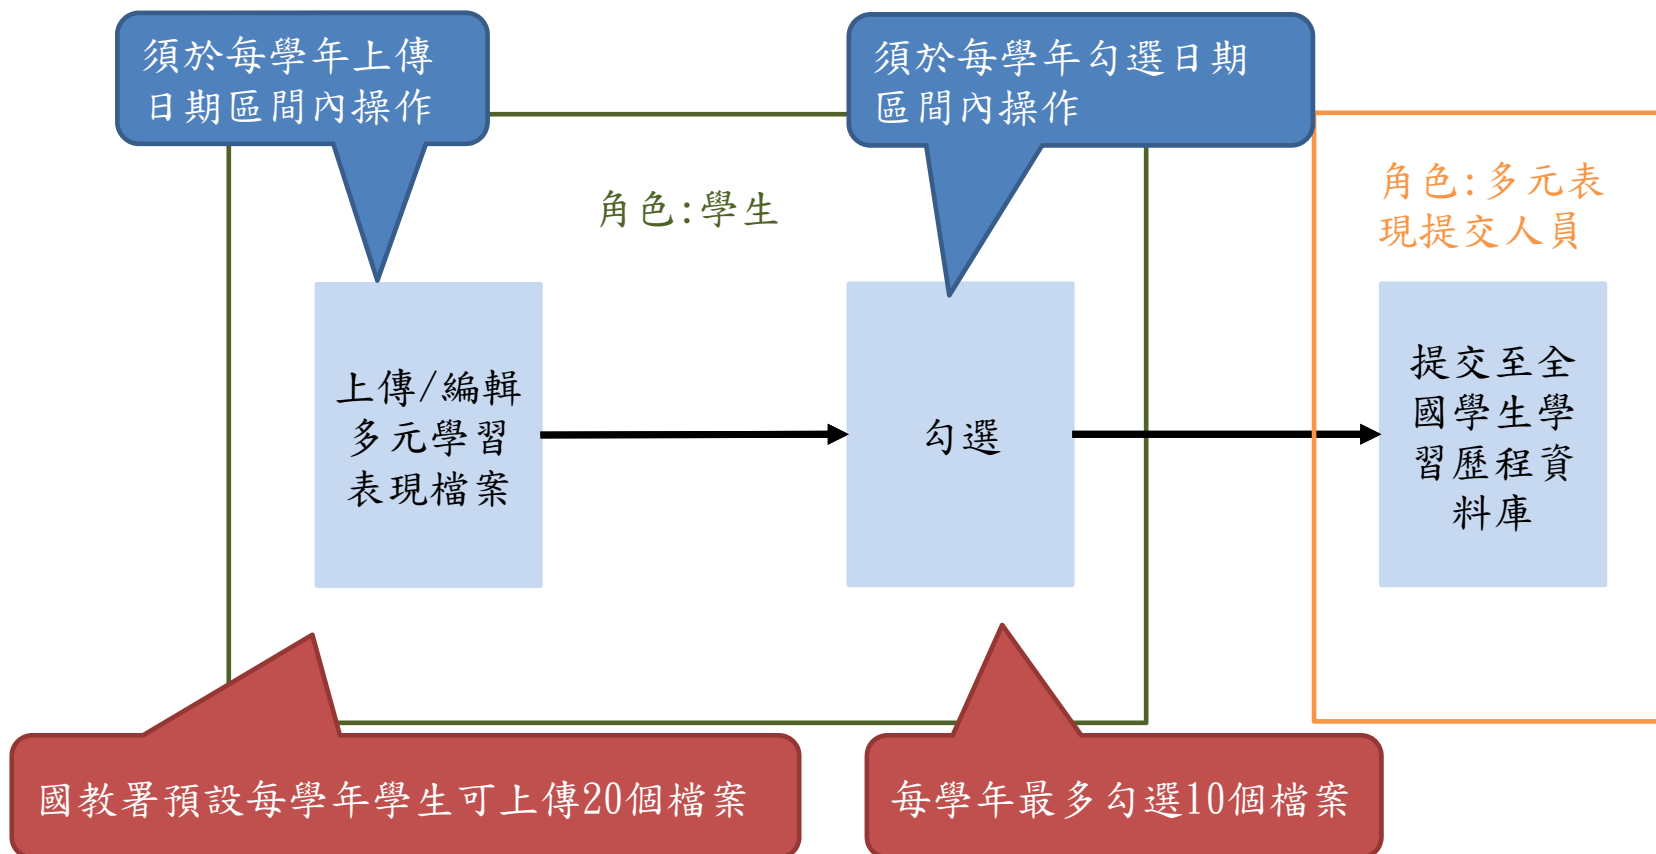 須於每學年上傳
日期區間內操作
須於每學年勾選日期
區間內操作
角色:學生
角色:多元表
現提交人員
上傳/編輯
多元學習
表現檔案
勾選
提交至全
國學生學
習歷程資
料庫
國教署預設每學年學生可上傳20個檔案
每學年最多勾選10個檔案